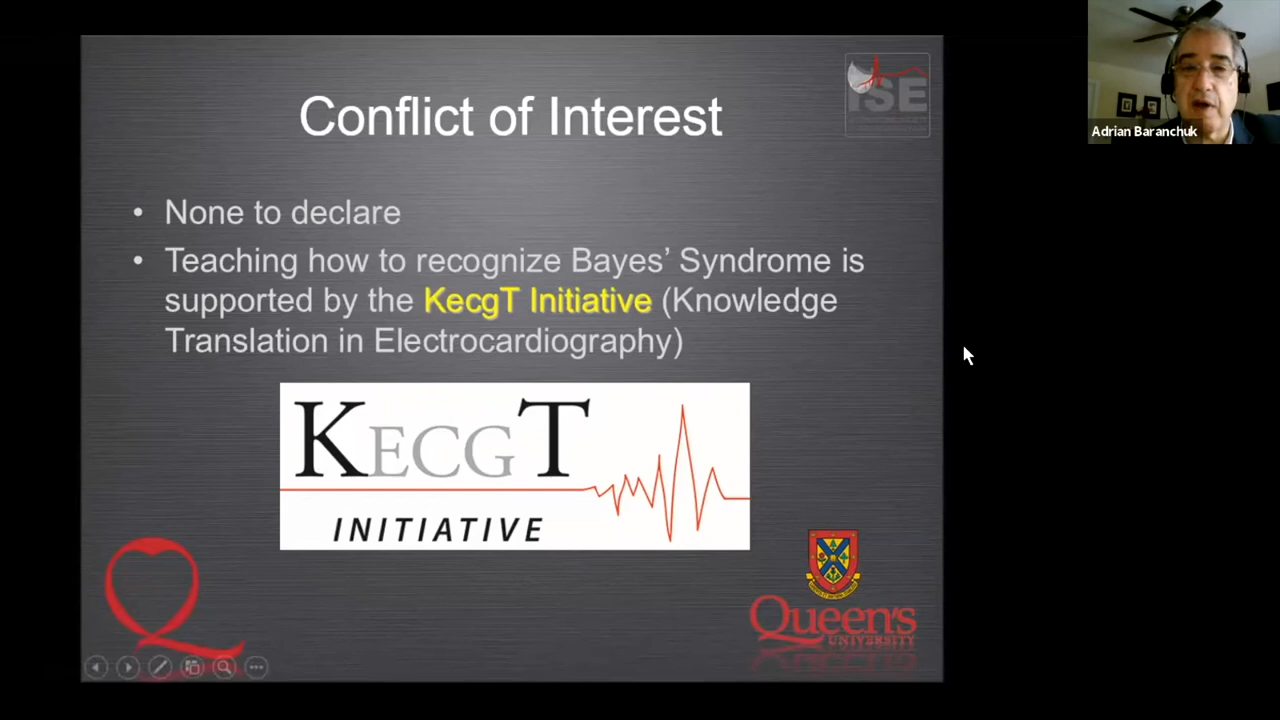 Conflict of Interest
ISE
• None to declare
• Teaching how to recognize Bayes’ Syndrome is
supported by the KecgT Initiative (Knowledge
Translation in Electrocardiography)
KECGT
INITIATIVE
Queen's
UNIVERSITY
Adrian Baranchuk